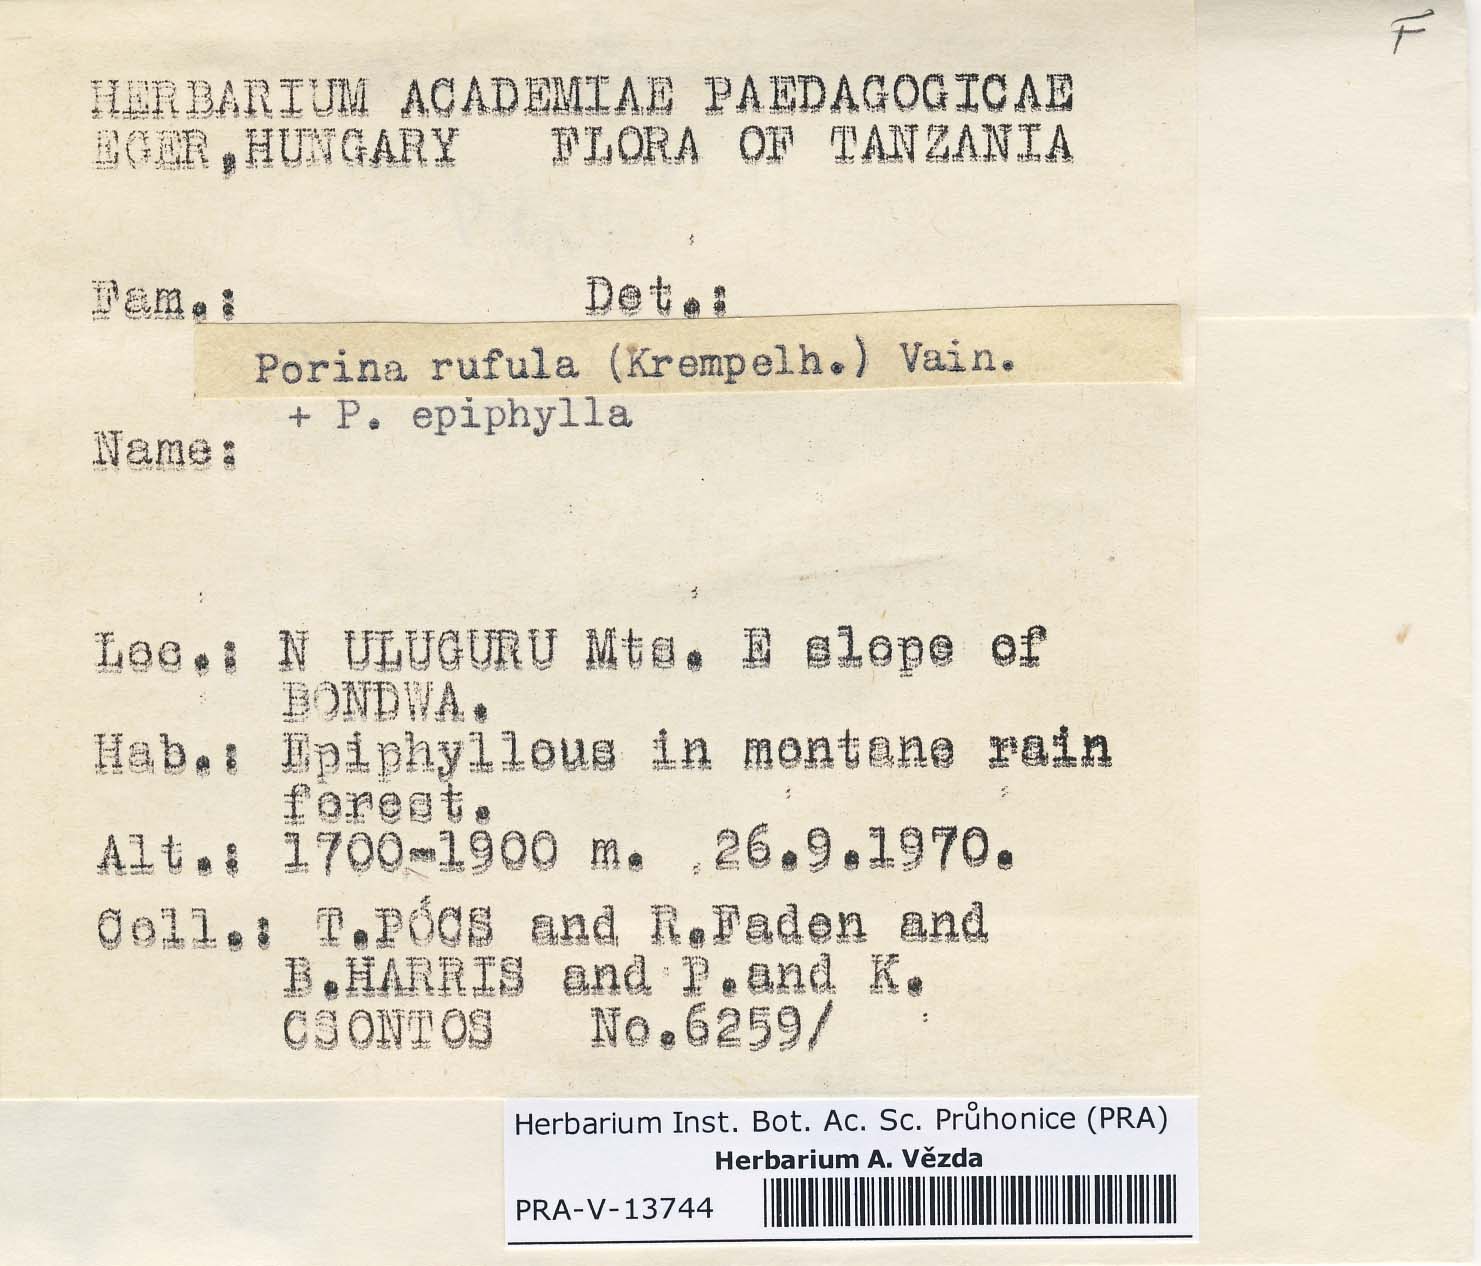 F
HERBARIUM ACADEMIAE PAEDAGOGICAE
EGER,HUNGARY FLORA OF TANZANIA
Fam.: Det.:
Porina rufula (Krempelh.) Vain.
+ P. epiphylla
Name:
Loc.: N ULUGURU Mts. E slope of
BONDWA.
Hab.: Epiphyllous in montane rain
forest.
Alt.: 1700-1900 m. 26.9.1970.
Coll.: T.PÓCS and R.Faden and
B.HARRIS and P.and K.
CSONTOS No.6259/
Herbarium Inst. Bot. Ac. Sc. Průhonice (PRA)
Herbarium A. Vězda
PRA-V-13744